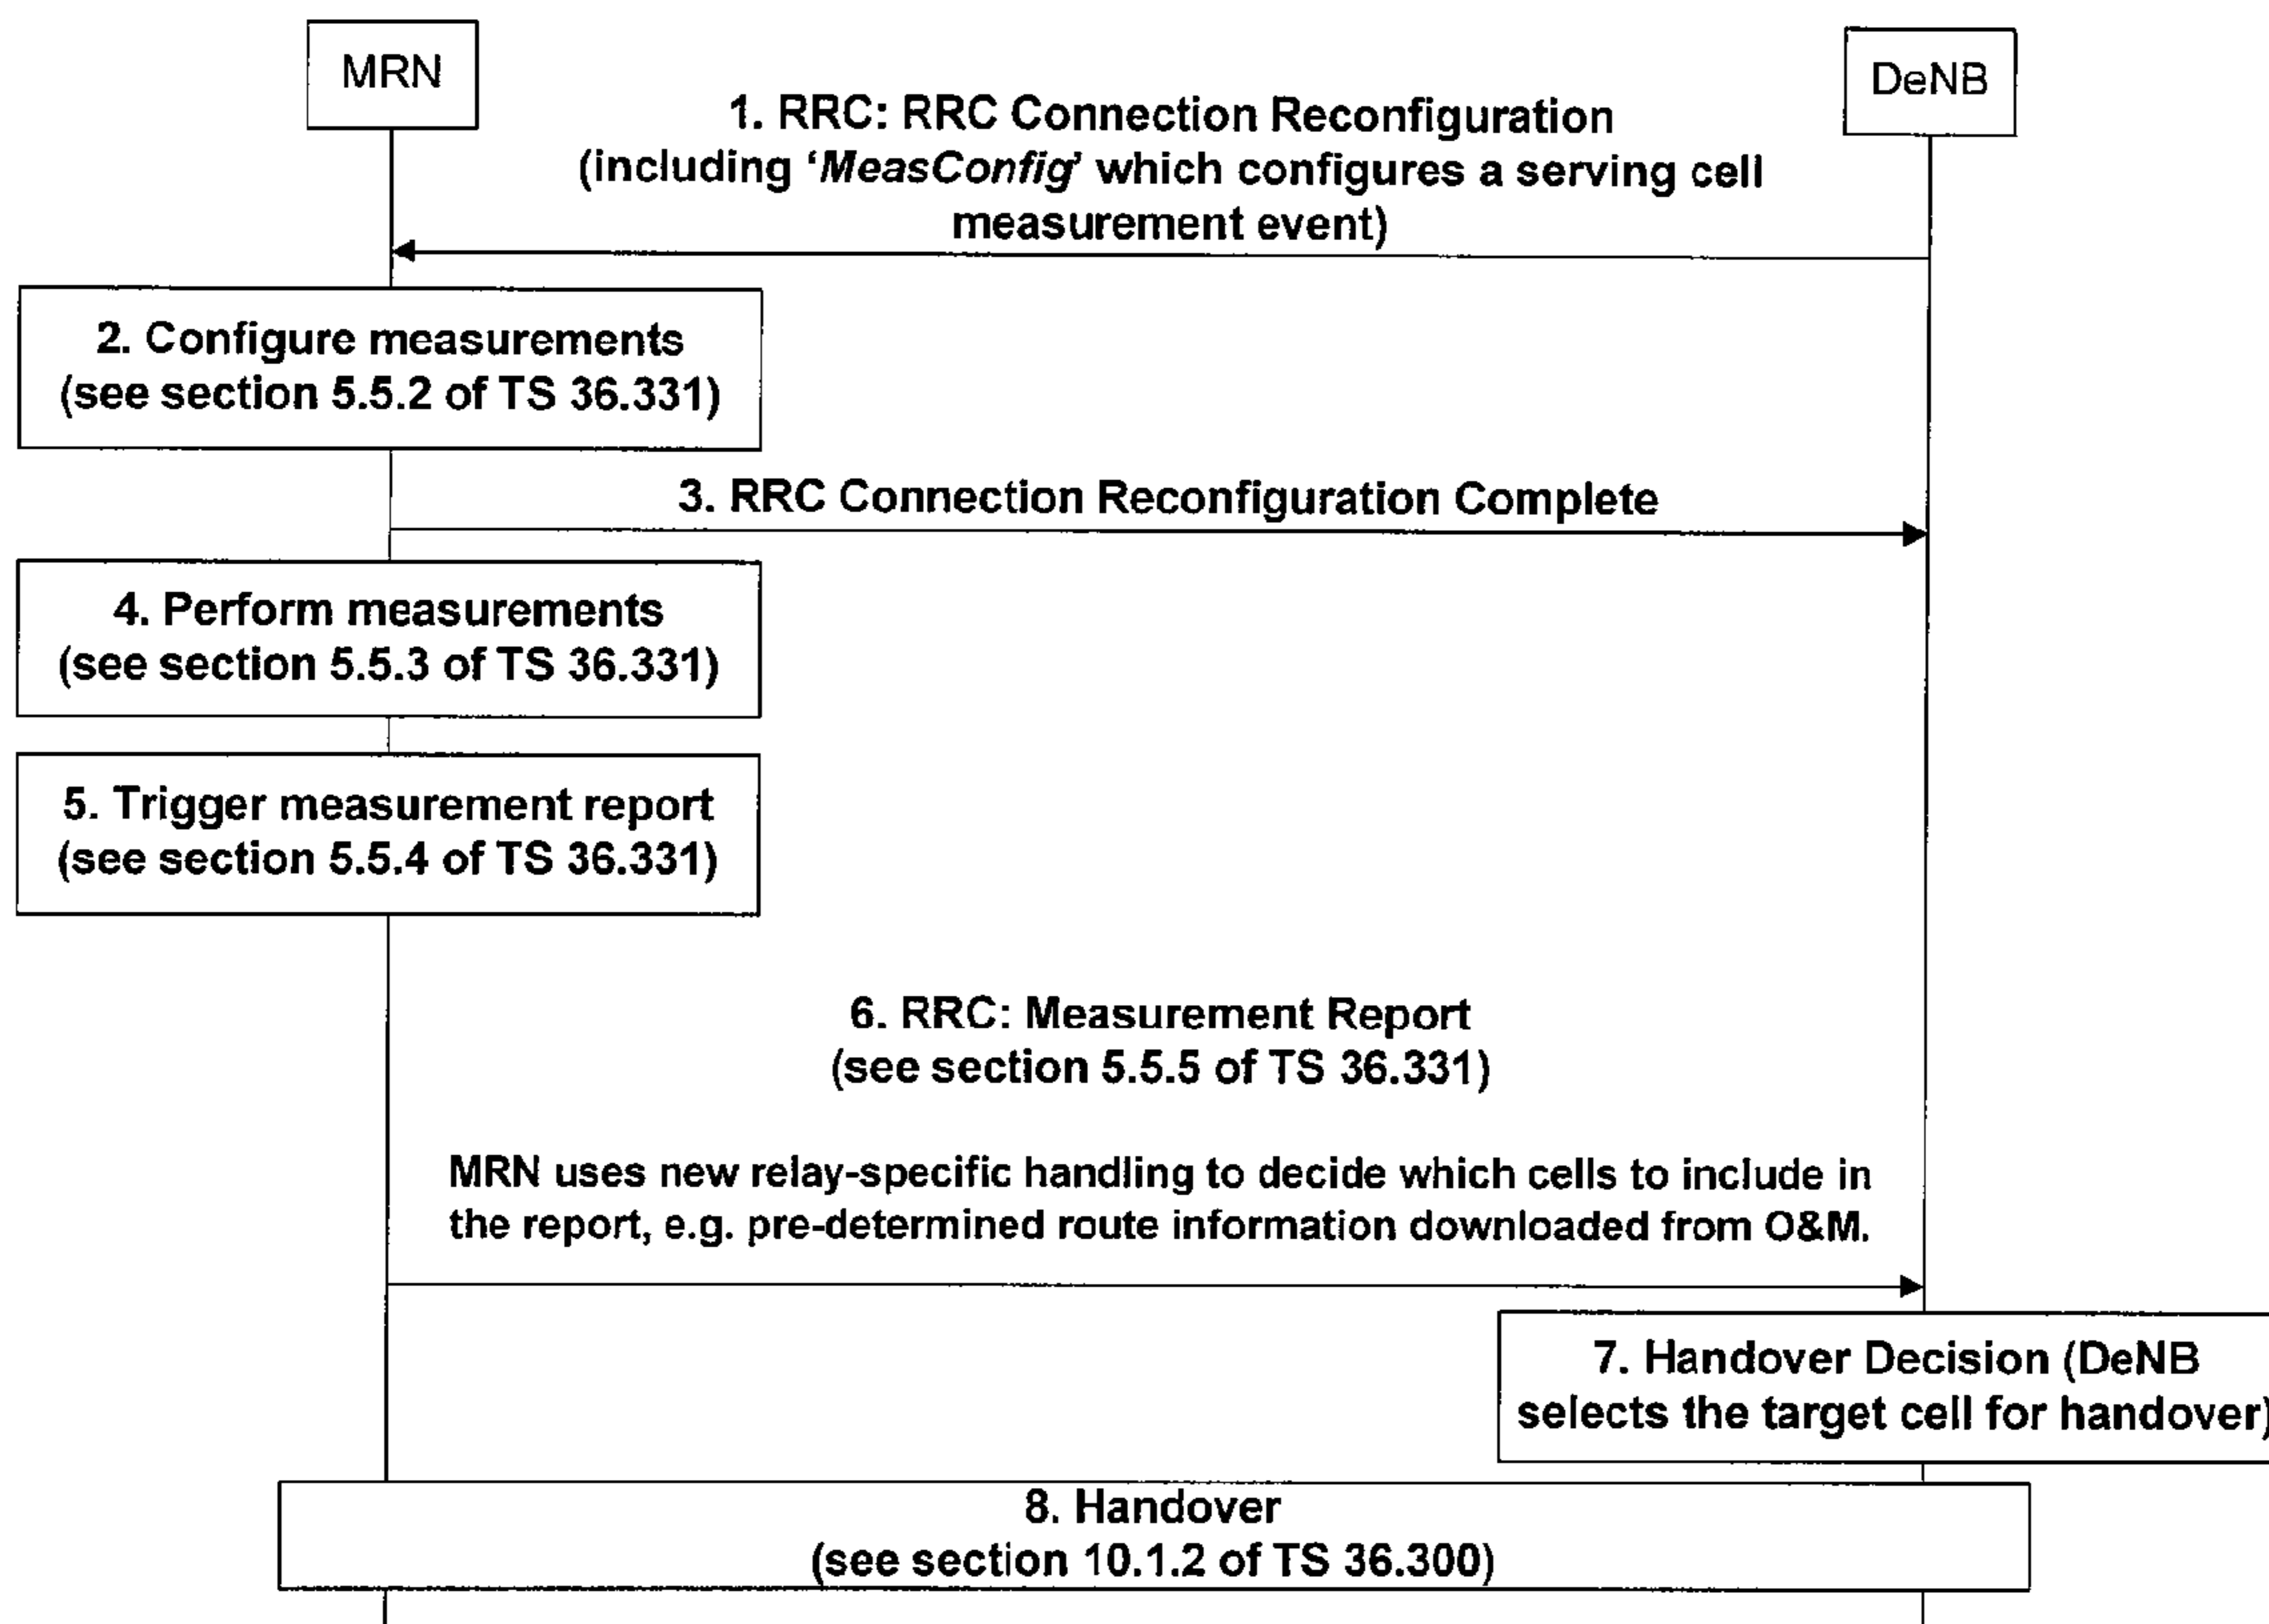 MRN
DeNB
1. RRC: RRC Connection Reconfiguration
(including ‘MeasConfig’ which configures a serving cell
measurement event)
2. Configure measurements
(see section 5.5.2 of TS 36.331)
3. RRC Connection Reconfiguration Complete
4. Perform measurements
(see section 5.5.3 of TS 36.331)
5. Trigger measurement report
(see section 5.5.4 of TS 36.331)
6. RRC: Measurement Report
(see section 5.5.5 of TS 36.331)
MRN uses new relay-specific handling to decide which cells to include in
the report, e.g. pre-determined route information downloaded from O&M.
7. Handover Decision (DeNB
selects the target cell for handover)
8. Handover
(see section 10.1.2 of TS 36.300)